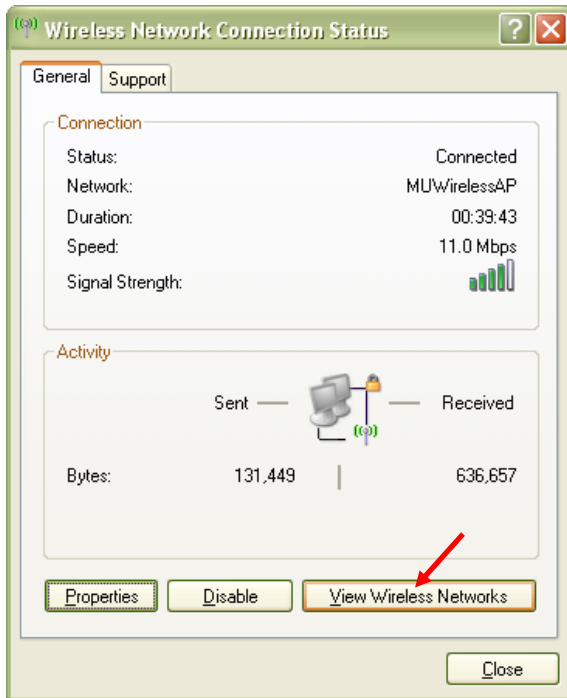 Wireless Network Connection Status
General Support
Connection
Status: Connected
Network: MUWirelessAP
Duration: 00:39:43
Speed: 11.0 Mbps
Signal Strength:
Activity
Sent Received
Bytes: 131,449 636,657
Properties Disable View Wireless Networks
Close